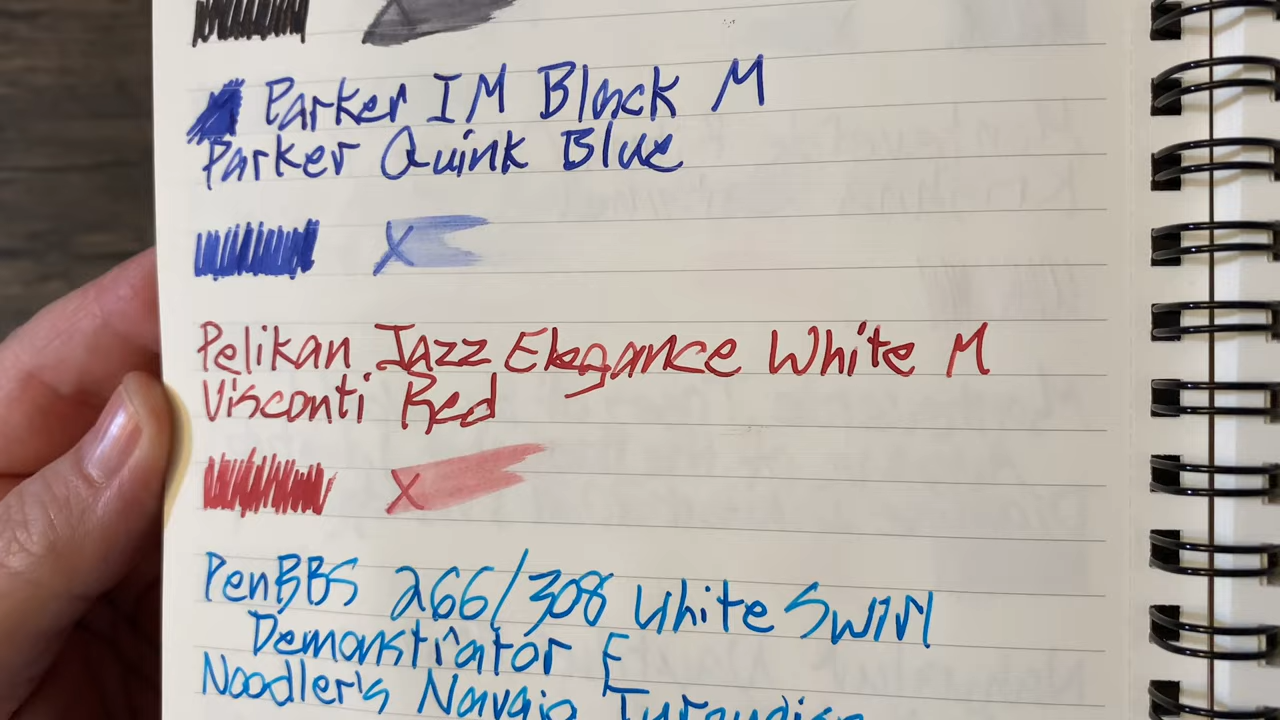 Parker IM Black M
Parker Quink Blue
X
Pelikan Jazz Elegance White M
Visconti Red
X
PenBBS 266/308 White Swirl
Demonstrator F
Noodler's Navajo Turquoise